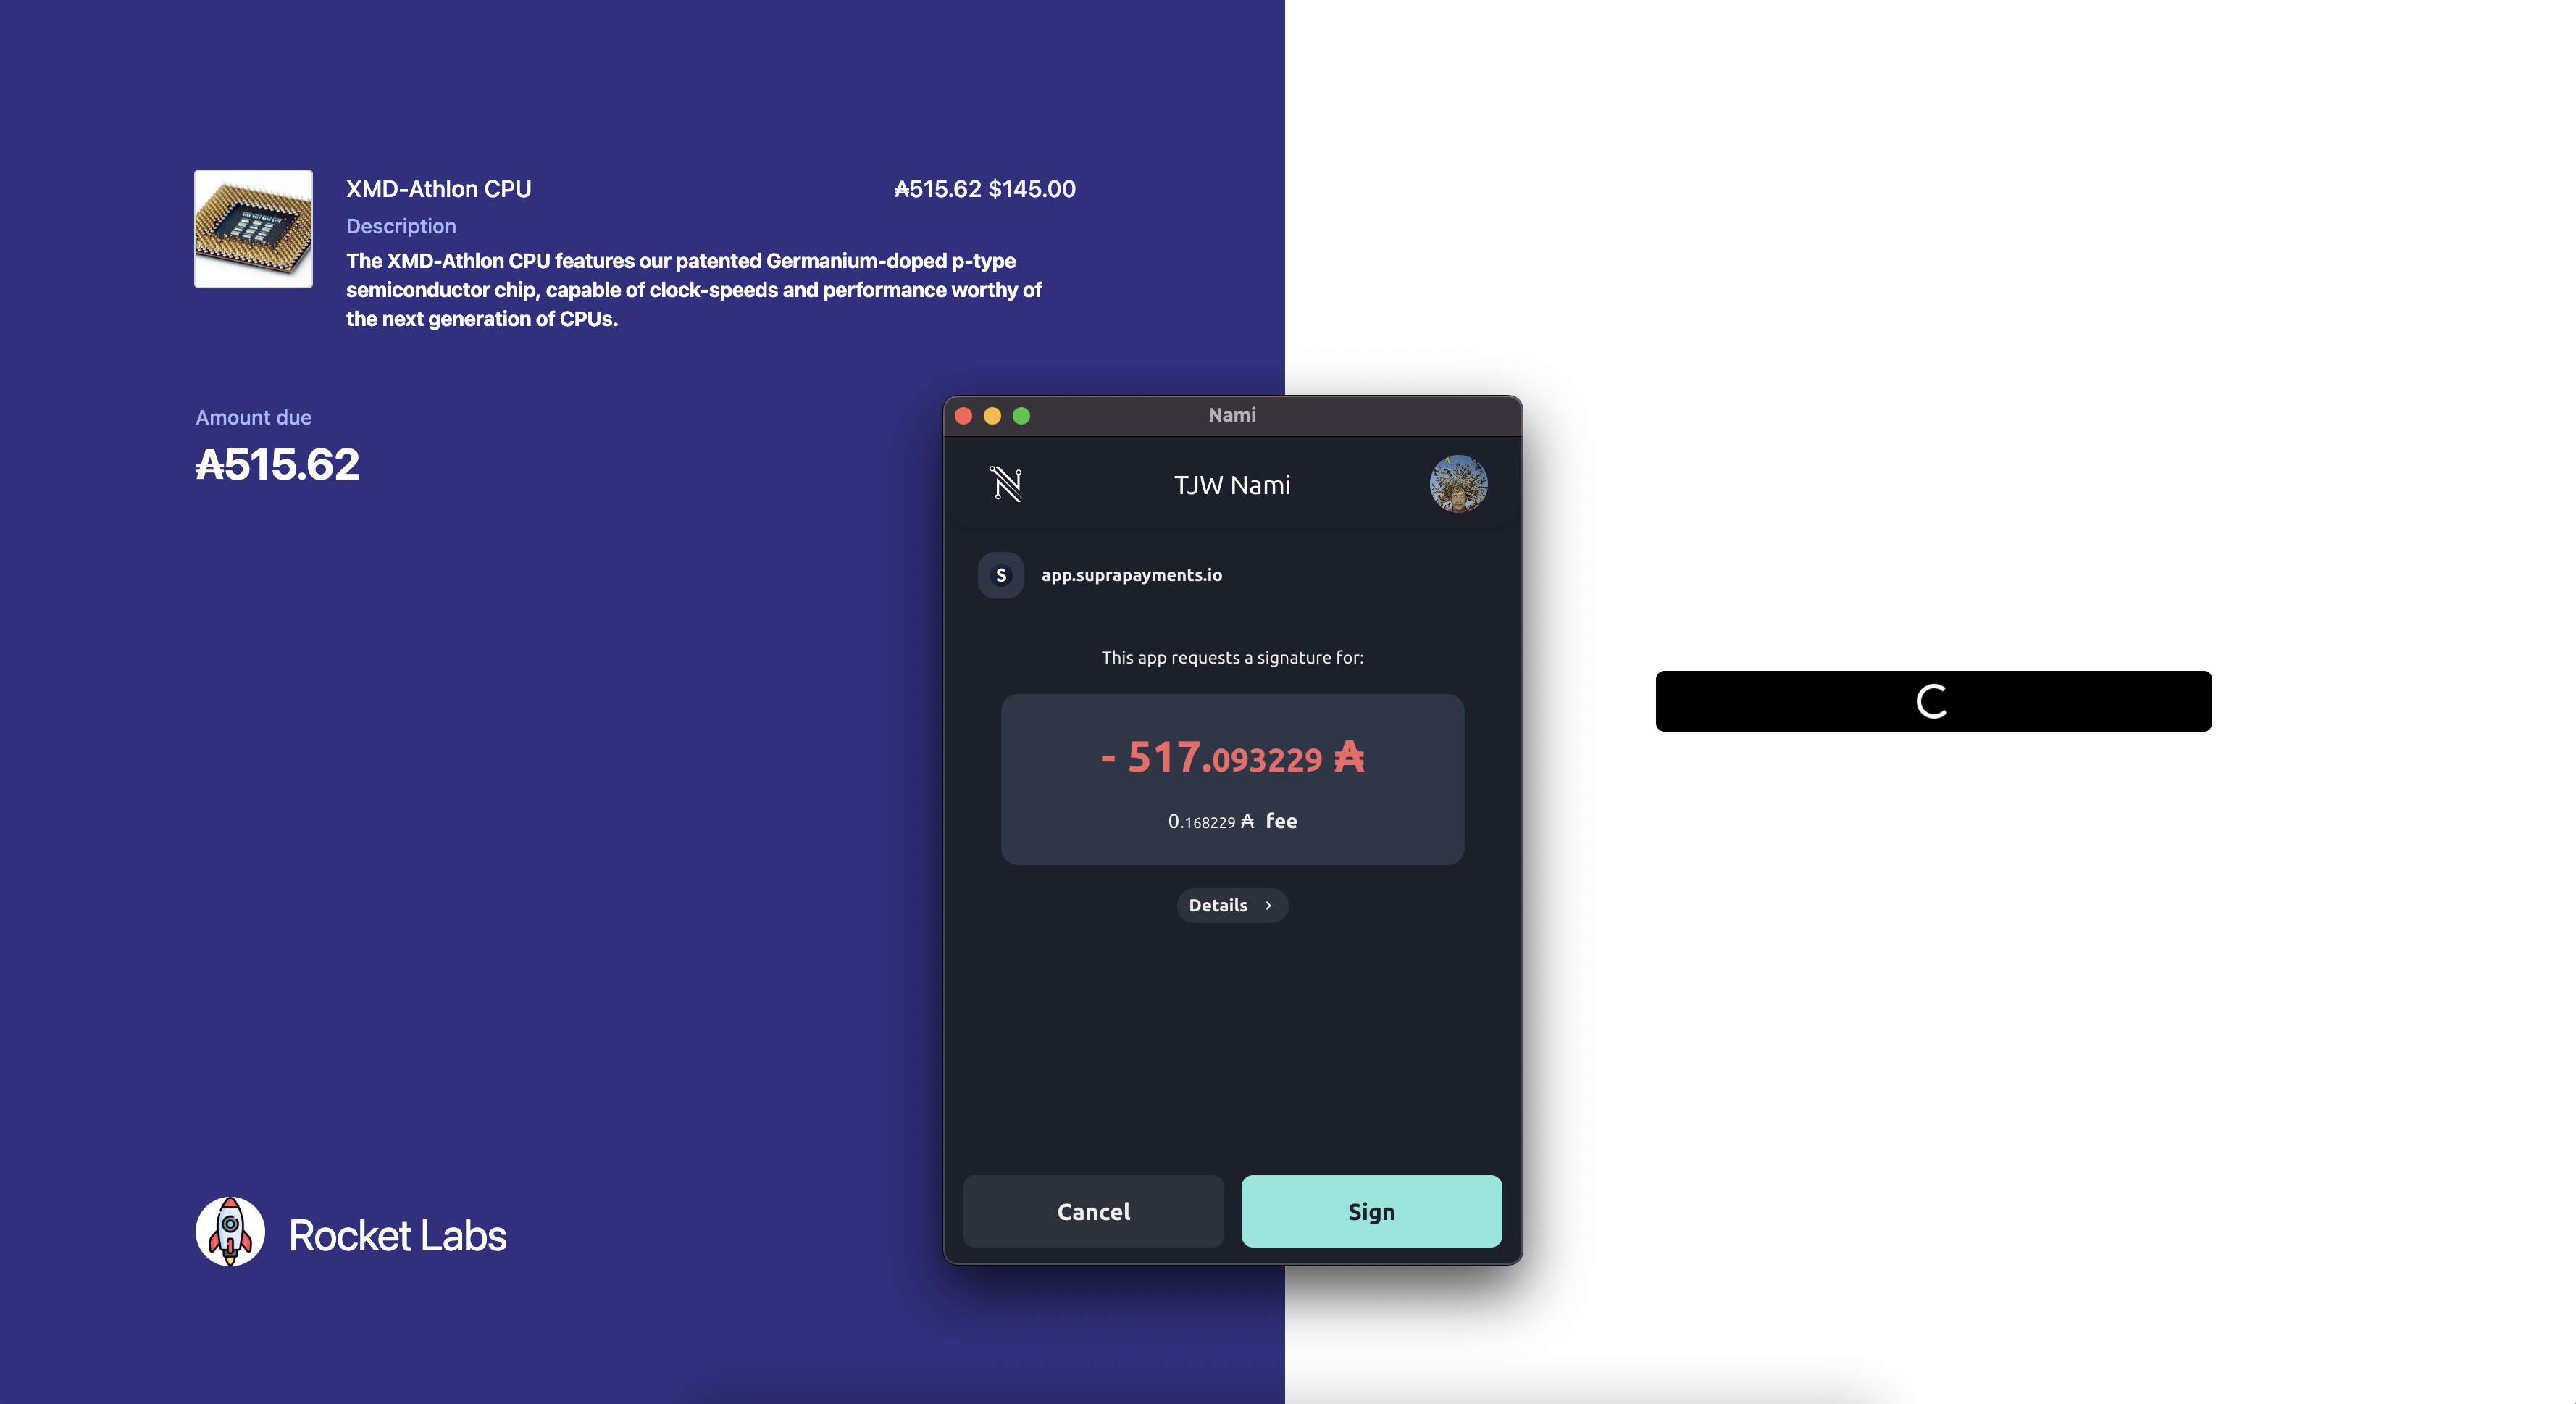 XMD-Athlon CPU
₳515.62 $145.00
Description
The XMD-Athlon CPU features our patented Germanium-doped p-type
semiconductor chip, capable of clock-speeds and performance worthy of
the next generation of CPUs.
Amount due
₳515.62
Rocket Labs
Nami
TJW Nami
S
app.suprapayments.io
This app requests a signature for:
- 517.093229 ₳
0.168229 ₳ fee
Details
Cancel
Sign